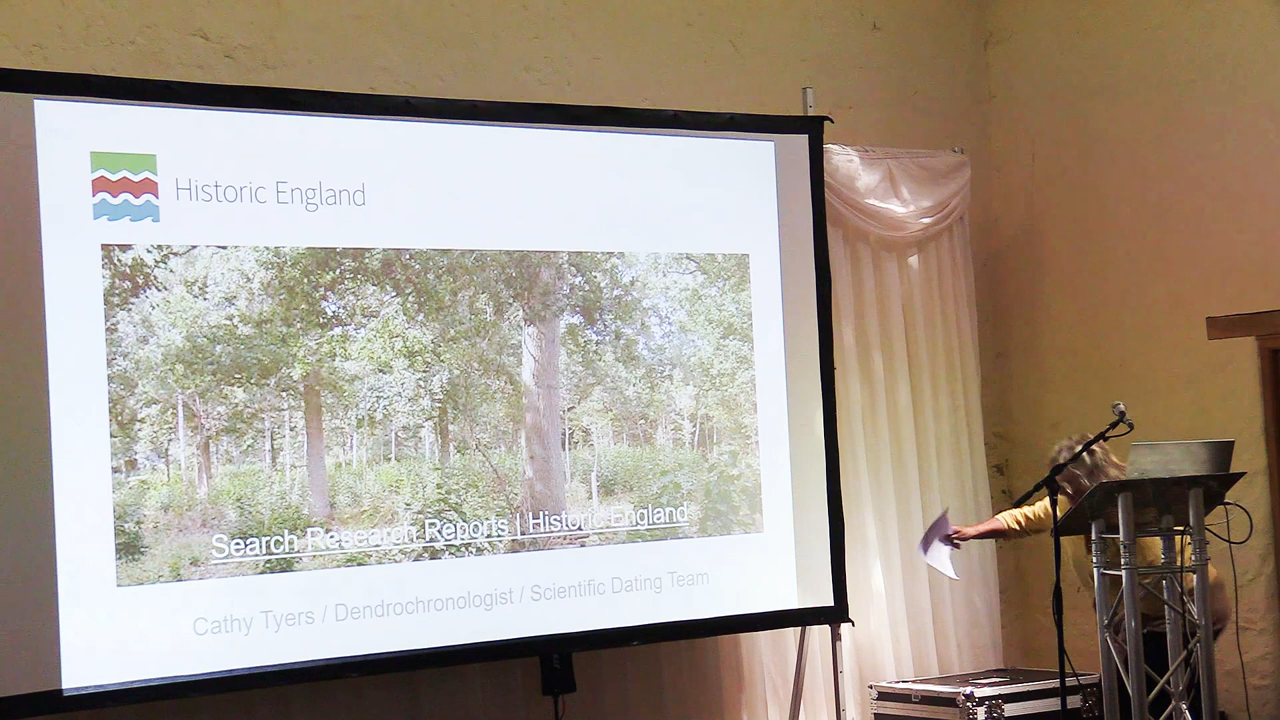 Historic England
Search Research Reports | Historic England
Cathy Tyers / Dendrochronologist / Scientific Dating Team